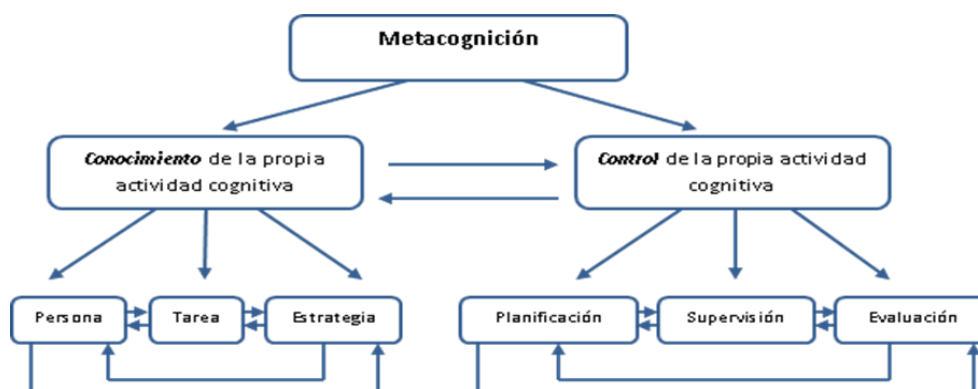 Metacognición
Conocimiento de la propia
actividad cognitiva
Control de la propia actividad
cognitiva
Persona
Tarea
Estrategia
Planificación
Supervisión
Evaluación